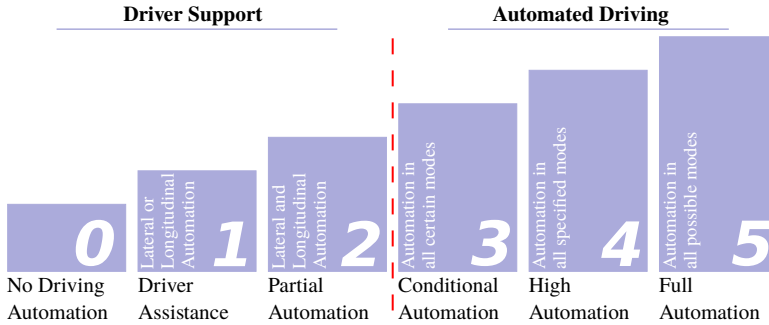 Driver Support
Automated Driving
0
Lateral or
Longitudinal
Automation
1
Lateral and
Longitudinal
Automation
2
Automation in
all certain modes
3
Automation in
all specified modes
4
Automation in
all possible modes
5
No Driving
Automation
Driver
Assistance
Partial
Automation
Conditional
Automation
High
Automation
Full
Automation